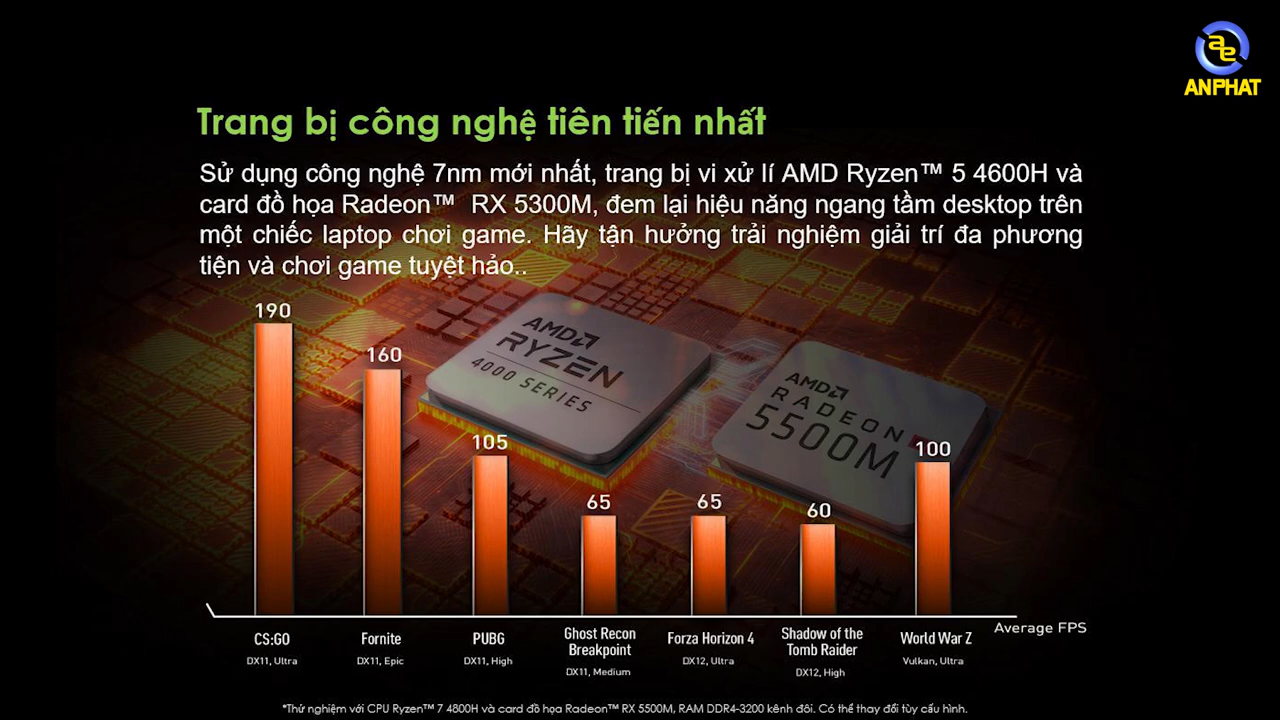 ae
ANPHAT
Trang bị công nghệ tiên tiến nhất
Sử dụng công nghệ 7nm mới nhất, trang bị vi xử lí AMD Ryzen™ 5 4600H và
card đồ họa Radeon™ RX 5300M, đem lại hiệu năng ngang tầm desktop trên
một chiếc laptop chơi game. Hãy tận hưởng trải nghiệm giải trí đa phương
tiện và chơi game tuyệt hảo..
AMD
RYZEN
4000 SERIES
AMD
RADEON
5500M
190
160
105
65
65
60
100
Average FPS
CS:GO
DX11, Ultra
Fornite
DX11, Epic
PUBG
DX11, High
Ghost Recon
Breakpoint
DX11, Medium
Forza Horizon 4
DX12, Ultra
Shadow of the
Tomb Raider
DX12, High
World War Z
Vulkan, Ultra
*Thử nghiệm với CPU Ryzen™ 7 4800H và card đồ họa Radeon™ RX 5500M, RAM DDR4-3200 kênh đôi. Có thể thay đổi tùy cấu hình.